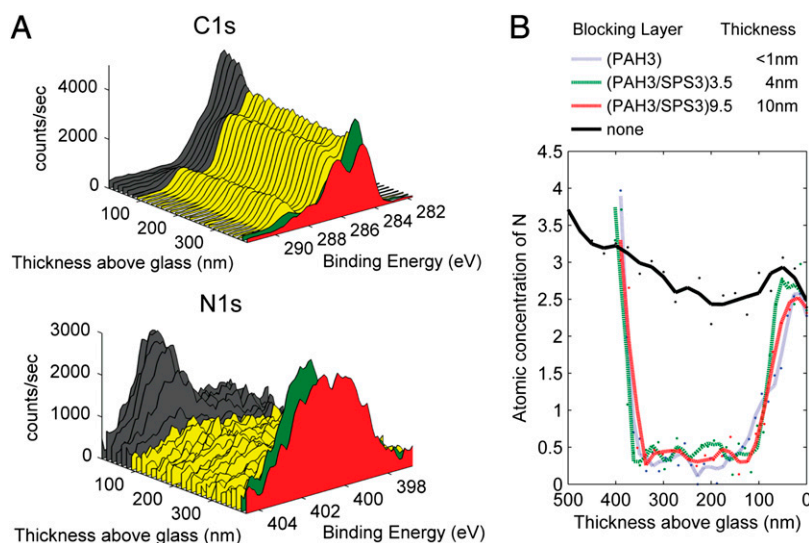 A
C1s
counts/sec
4000
2000
0
100
200
300
Thickness above glass (nm)
290
288
286
284
282
Binding Energy (eV)
N1s
counts/sec
3000
2000
1000
0
100
200
300
Thickness above glass (nm)
404
402
400
398
Binding Energy (eV)
B
Blocking Layer Thickness
(PAH3) <1nm
(PAH3/SPS3)3.5 4nm
(PAH3/SPS3)9.5 10nm
none
Atomic concentration of N
4.5
4
3.5
3
2.5
2
1.5
1
0.5
0
500 400 300 200 100 0
Thickness above glass (nm)